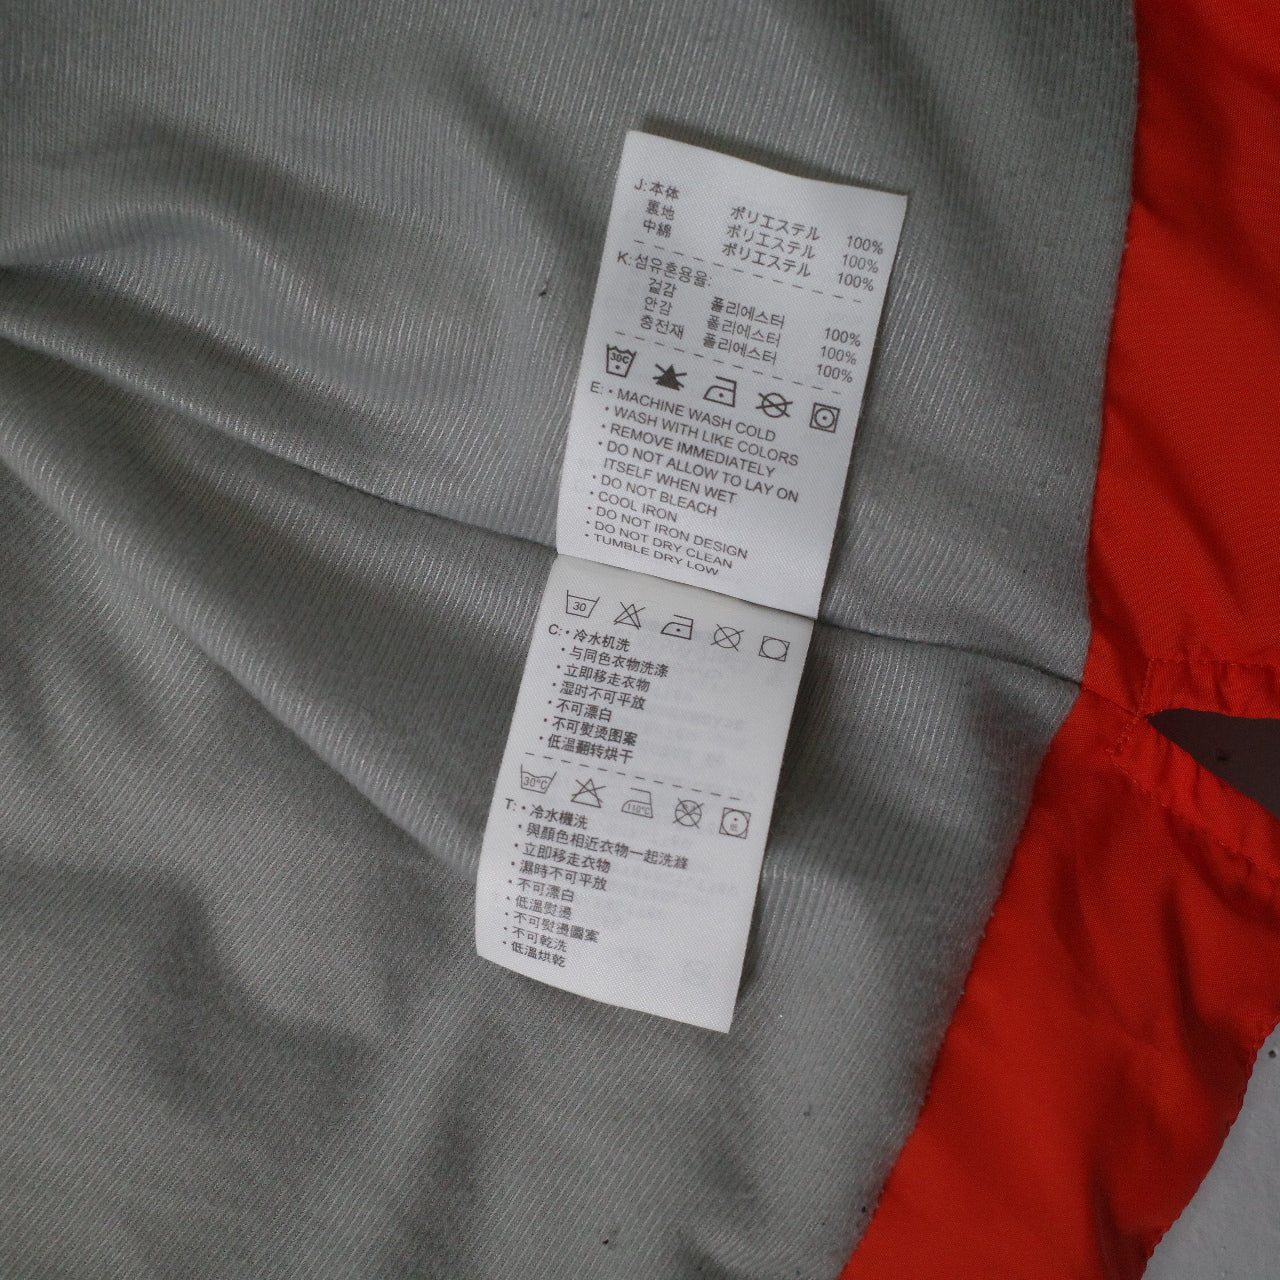 J: 本体 ポリエステル 100%
裏地 ポリエステル 100%
中綿 ポリエステル 100%
K: 섬유혼용율:
겉감 폴리에스터 100%
안감 폴리에스터 100%
충전재 폴리에스터 100%
30C
E: • MACHINE WASH COLD
• WASH WITH LIKE COLORS
• REMOVE IMMEDIATELY
• DO NOT ALLOW TO LAY ON
ITSELF WHEN WET
• DO NOT BLEACH
• COOL IRON
• DO NOT IRON DESIGN
• DO NOT DRY CLEAN
• TUMBLE DRY LOW
30
C: • 冷水机洗
• 与同色衣物洗涤
• 立即移走衣物
• 湿时不可平放
• 不可漂白
• 不可熨烫图案
• 低温翻转烘干
30°C 110°C 低
T: • 冷水機洗
• 與顏色相近衣物一起洗滌
• 立即移走衣物
• 濕時不可平放
• 不可漂白
• 低溫熨燙
• 不可熨燙圖案
• 不可乾洗
• 低溫烘乾